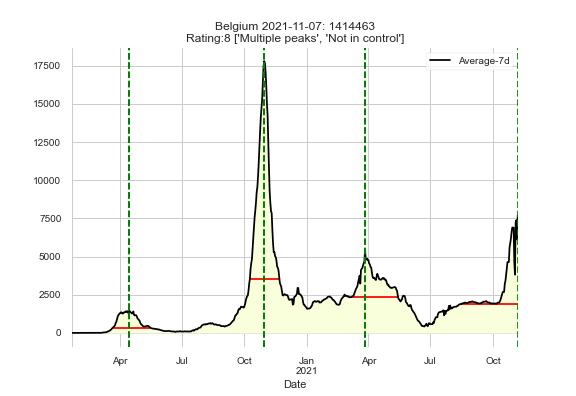 Belgium 2021-11-07: 1414463
Rating:8 ['Multiple peaks', 'Not in control']
Average-7d
17500
15000
12500
10000
7500
5000
2500
0
Apr Jul Oct Jan Apr Jul Oct
2021
Date